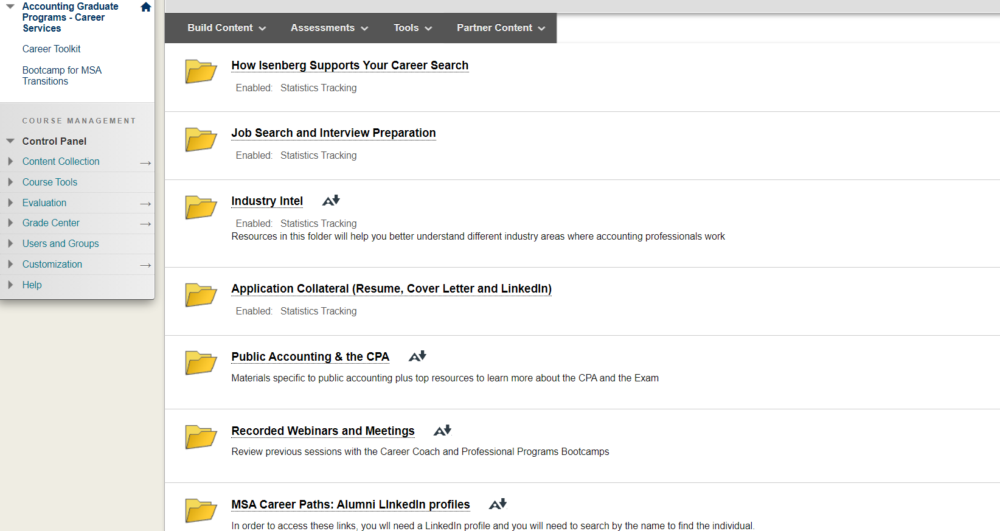 Accounting Graduate
Programs - Career
Services
Career Toolkit
Bootcamp for MSA
Transitions
COURSE MANAGEMENT
Control Panel
Content Collection
Course Tools
Evaluation
Grade Center
Users and Groups
Customization
Help
Build Content
Assessments
Tools
Partner Content
How Isenberg Supports Your Career Search
Enabled: Statistics Tracking
Job Search and Interview Preparation
Enabled: Statistics Tracking
Industry Intel
Enabled: Statistics Tracking
Resources in this folder will help you better understand different industry areas where accounting professionals work
Application Collateral (Resume, Cover Letter and LinkedIn)
Enabled: Statistics Tracking
Public Accounting & the CPA
Materials specific to public accounting plus top resources to learn more about the CPA and the Exam
Recorded Webinars and Meetings
Review previous sessions with the Career Coach and Professional Programs Bootcamps
MSA Career Paths: Alumni LInkedIn profiles
In order to access these links, you wll need a LinkedIn profile and you will need to search by the name to find the individual.